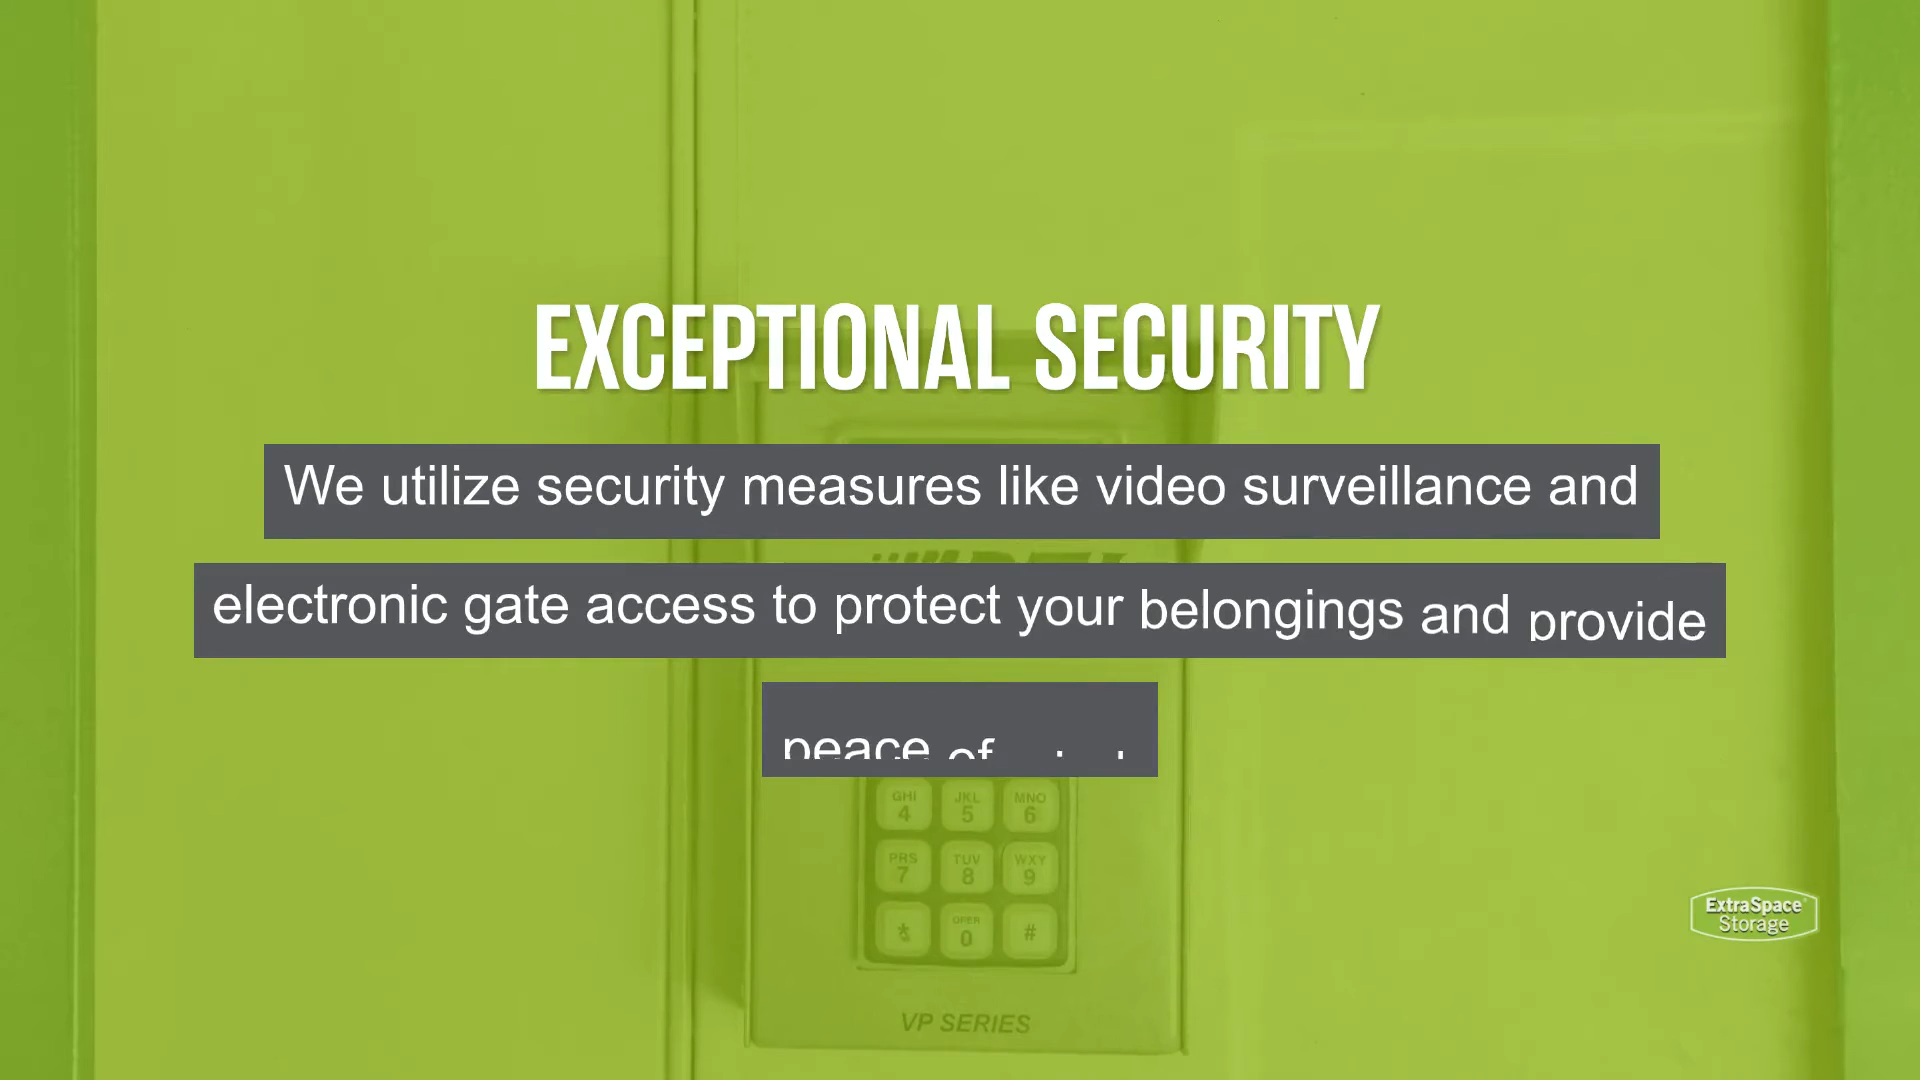 EXCEPTIONAL SECURITY
We utilize security measures like video surveillance and
electronic gate access to protect your belongings and provide
peace of
GHI JKL MNO
4 5 6
PRS TUV WXY
7 8 9
OPER
* 0 #
VP SERIES
ExtraSpace
Storage